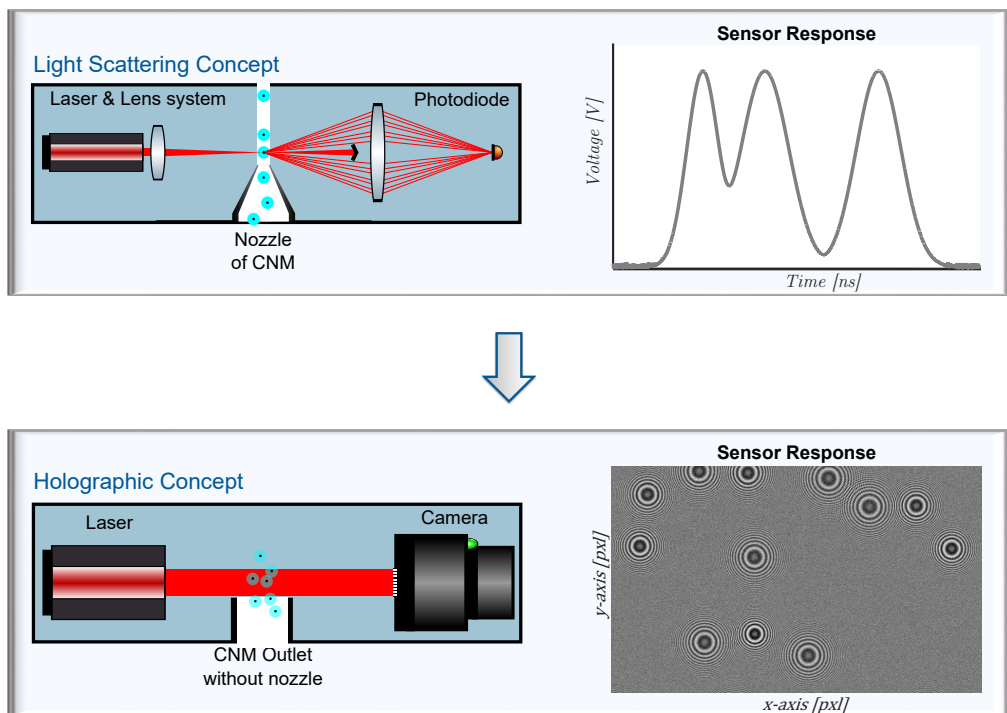 Light Scattering Concept
Laser & Lens system
Photodiode
Nozzle
of CNM
Sensor Response
Voltage [V]
Time [ns]
Holographic Concept
Laser
Camera
CNM Outlet
without nozzle
Sensor Response
y-axis [pxl]
x-axis [pxl]